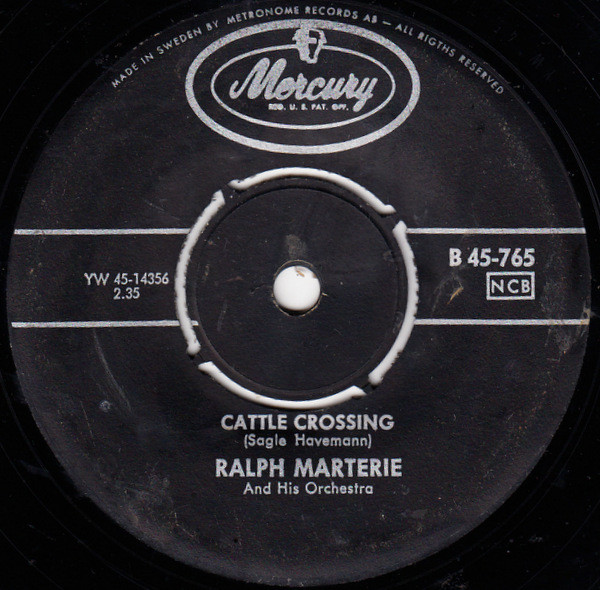 MADE IN SWEDEN BY METRONOME RECORDS AB — ALL RIGTHS RESERVED
Mercury
REG. U. S. PAT. OFF.
YW 45-14356
2.35
B 45-765
NCB
CATTLE CROSSING
(Sagle Havemann)
RALPH MARTERIE
And His Orchestra